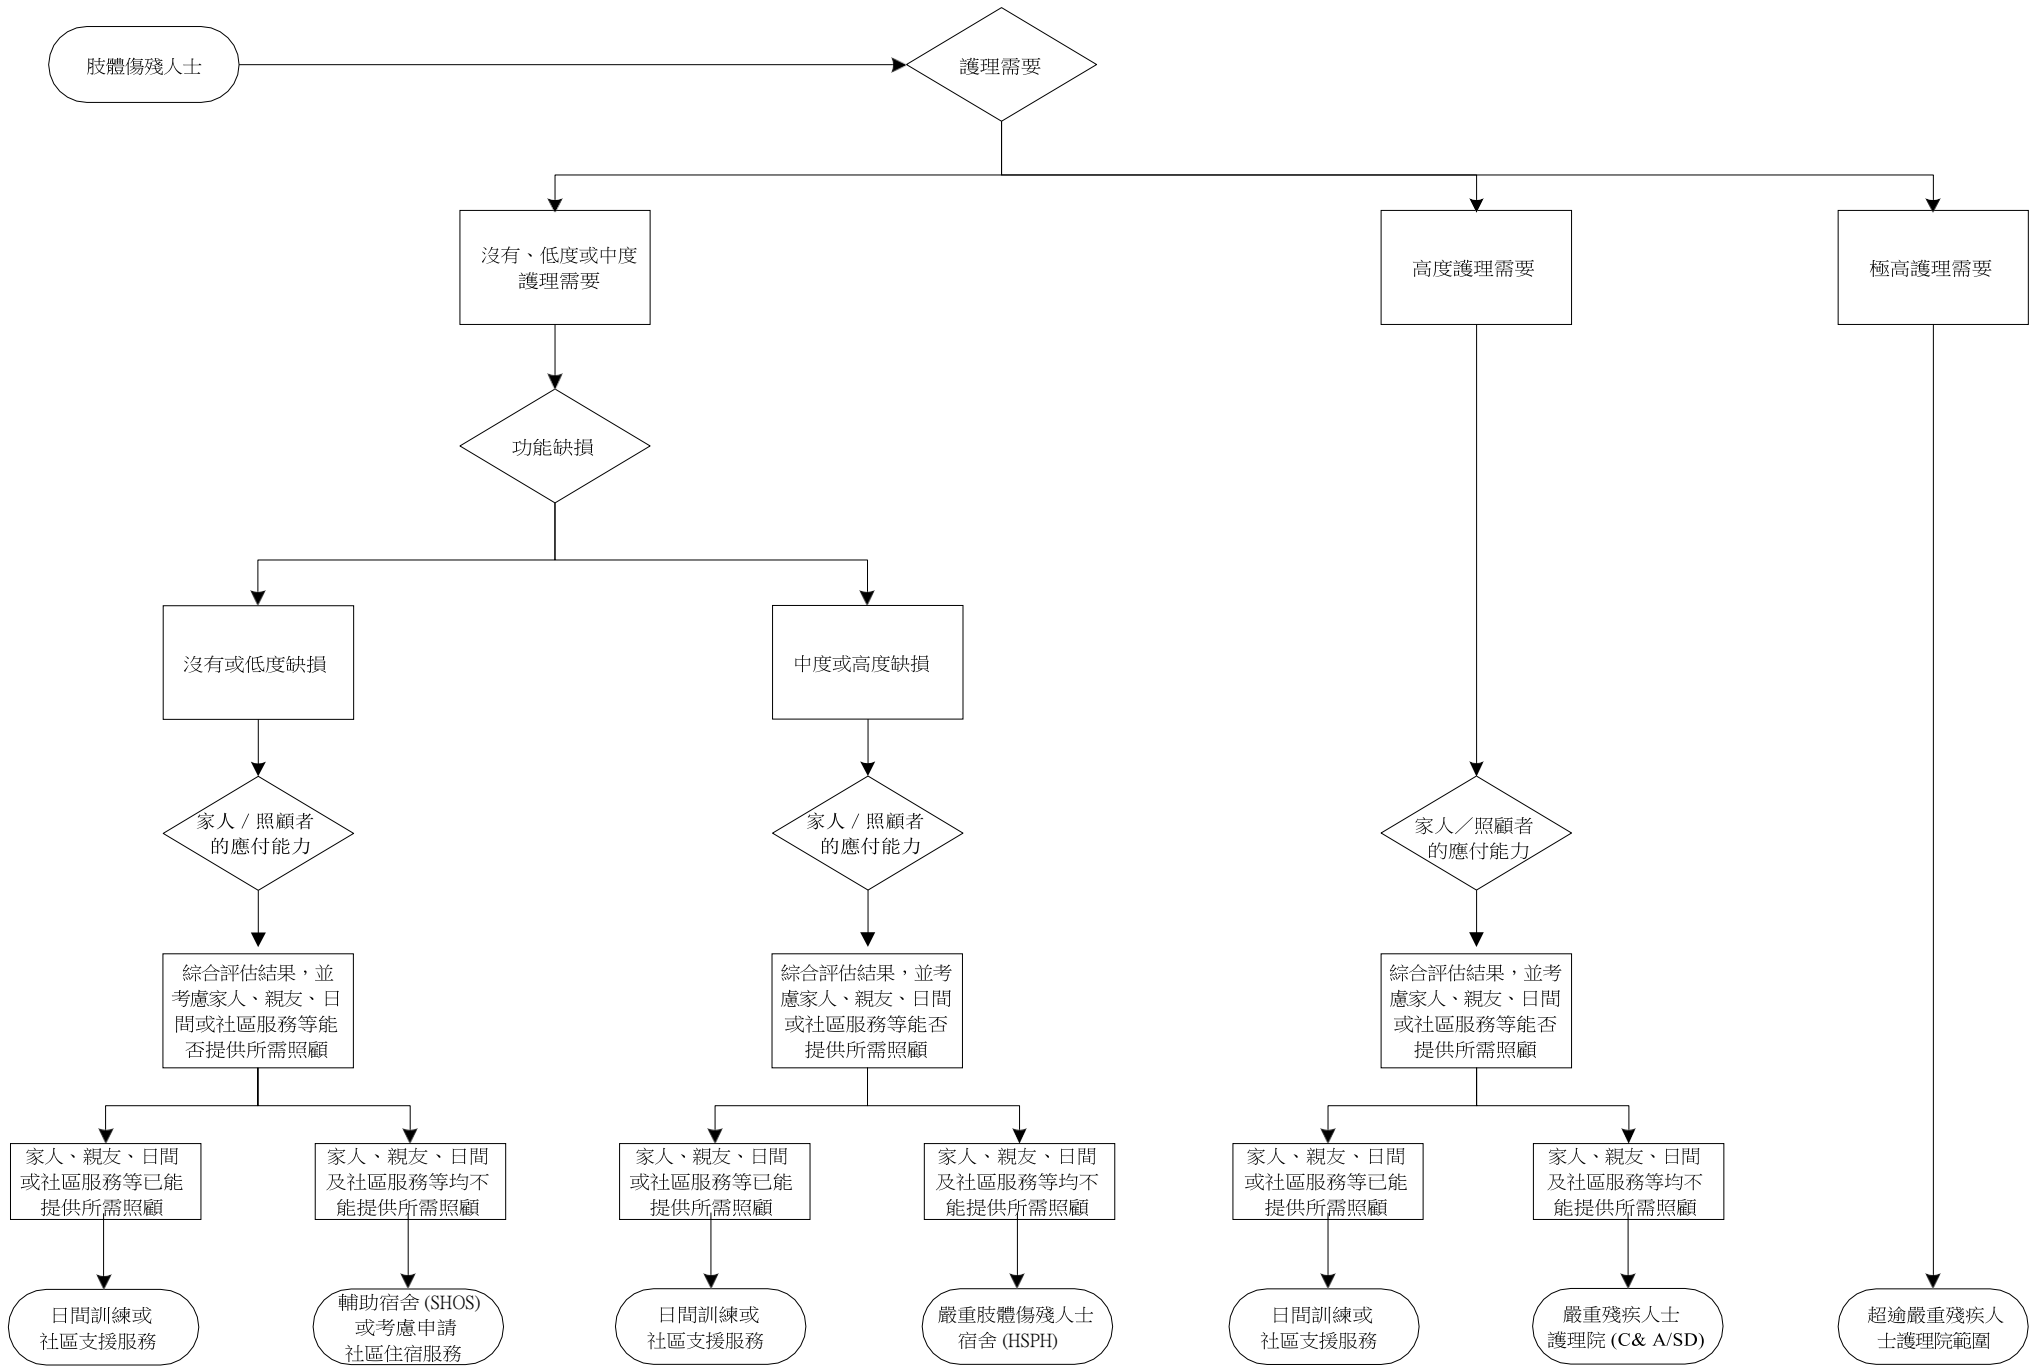 肢體傷殘人士
護理需要
沒有、低度或中度
護理需要
高度護理需要
極高護理需要
功能缺損
沒有或低度缺損
中度或高度缺損
家人 / 照顧者
的應付能力
家人 / 照顧者
的應付能力
家人／照顧者
的應付能力
綜合評估結果，並
考慮家人、親友、日
間或社區服務等能
否提供所需照顧
綜合評估結果，並考
慮家人、親友、日間
或社區服務等能否
提供所需照顧
綜合評估結果，並考
慮家人、親友、日間
或社區服務等能否
提供所需照顧
家人、親友、日間
或社區服務等已能
提供所需照顧
家人、親友、日間
及社區服務等均不
能提供所需照顧
家人、親友、日間
或社區服務等已能
提供所需照顧
家人、親友、日間
及社區服務等均不
能提供所需照顧
家人、親友、日間
或社區服務等已能
提供所需照顧
家人、親友、日間
及社區服務等均不
能提供所需照顧
日間訓練或
社區支援服務
輔助宿舍 (SHOS)
或考慮申請
社區住宿服務
日間訓練或
社區支援服務
嚴重肢體傷殘人士
宿舍 (HSPH)
日間訓練或
社區支援服務
嚴重殘疾人士
護理院 (C& A/SD)
超逾嚴重殘疾人
士護理院範圍